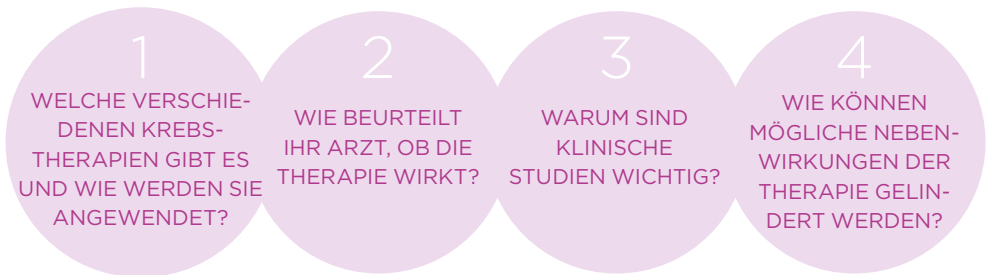 1
WELCHE VERSCHIE-
DENEN KREBS-
THERAPIEN GIBT ES
UND WIE WERDEN SIE
ANGEWENDET?
2
WIE BEURTEILT
IHR ARZT, OB DIE
THERAPIE WIRKT?
3
WARUM SIND
KLINISCHE
STUDIEN WICHTIG?
4
WIE KÖNNEN
MÖGLICHE NEBEN-
WIRKUNGEN DER
THERAPIE GELIN-
DERT WERDEN?